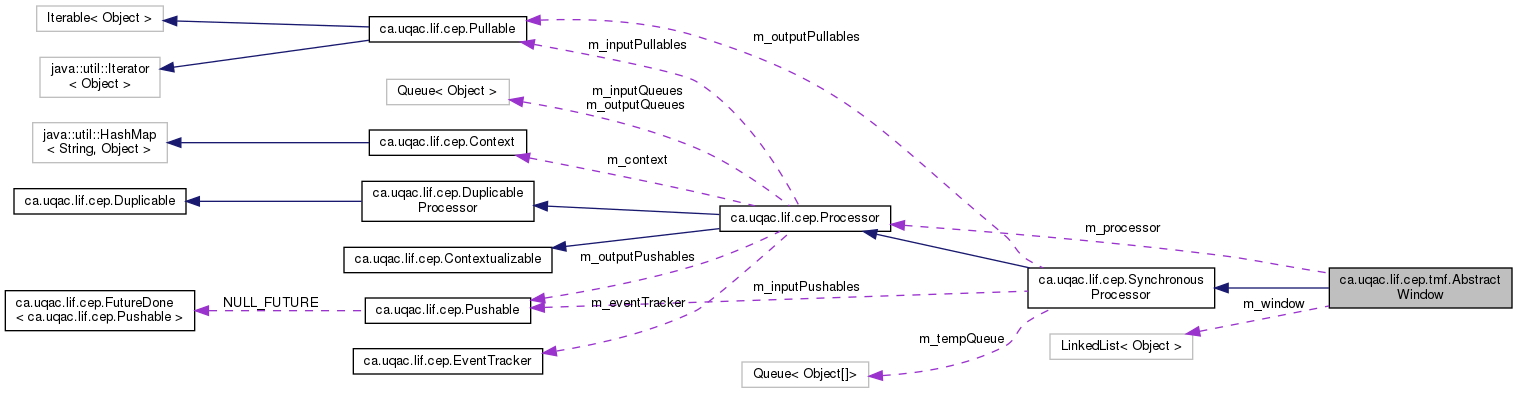 Iterable< Object >
java::util::Iterator
< Object >
ca.uqac.lif.cep.Pullable
m_outputPullables
m_inputPullables
Queue< Object >
m_inputQueues
m_outputQueues
java::util::HashMap
< String, Object >
ca.uqac.lif.cep.Context
m_context
ca.uqac.lif.cep.Duplicable
ca.uqac.lif.cep.Duplicable
Processor
ca.uqac.lif.cep.Processor
m_processor
ca.uqac.lif.cep.Contextualizable
m_outputPushables
ca.uqac.lif.cep.FutureDone
< ca.uqac.lif.cep.Pushable >
NULL_FUTURE
ca.uqac.lif.cep.Pushable
m_eventTracker
m_inputPushables
ca.uqac.lif.cep.Synchronous
Processor
ca.uqac.lif.cep.tmf.Abstract
Window
m_window
ca.uqac.lif.cep.EventTracker
m_tempQueue
LinkedList< Object >
Queue< Object[]>